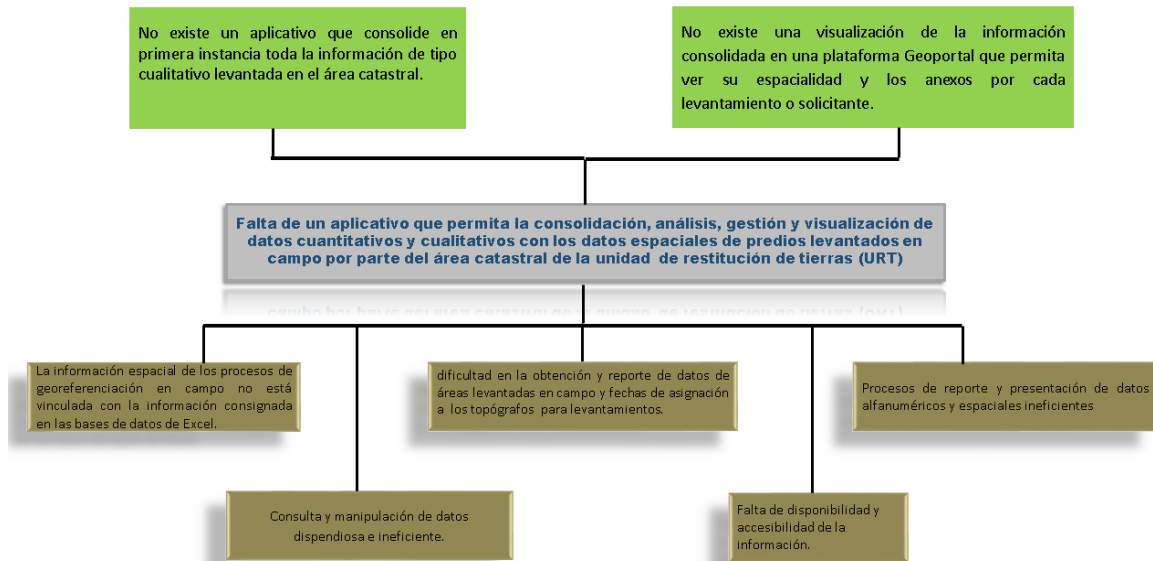 No existe un aplicativo que consolide en
primera instancia toda la información de tipo
cualitativo levantada en el área catastral.
No existe una visualización de la información
consolidada en una plataforma Geoportal que permita
ver su espacialidad y los anexos por cada
levantamiento o solicitante.
Falta de un aplicativo que permita la consolidación, análisis, gestión y visualización de
datos cuantitativos y cualitativos con los datos espaciales de predios levantados en
campo por parte del área catastral de la unidad de restitución de tierras (URT)
La información espacial de los procesos de
georeferenciación en campo no está
vinculada con la información consignada
en las bases de datos de Excel.
dificultad en la obtención y reporte de datos de
áreas levantadas en campo y fechas de asignación
a los topógrafos para levantamientos.
Procesos de reporte y presentación de datos
alfanuméricos y espaciales ineficientes
Consulta y manipulación de datos
dispendiosa e ineficiente.
Falta de disponibilidad y
accesibilidad de la
información.